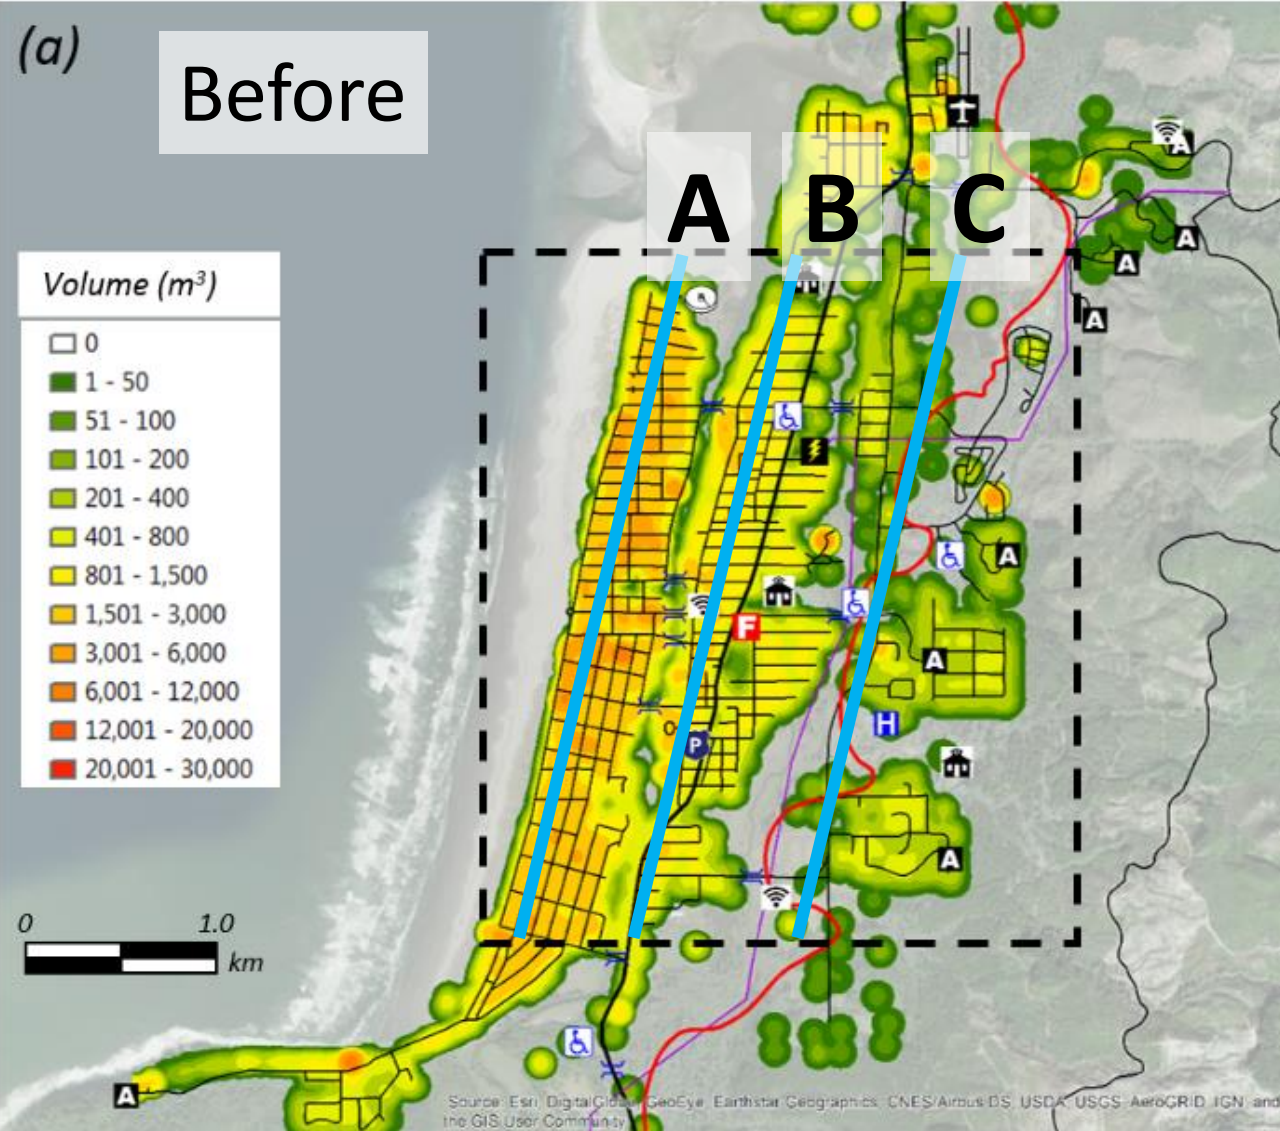 (a)
Before
A B C
Volume (m³)
0
1 - 50
51 - 100
101 - 200
201 - 400
401 - 800
801 - 1,500
1,501 - 3,000
3,001 - 6,000
6,001 - 12,000
12,001 - 20,000
20,001 - 30,000
A
A
A
A
A
F
A
P
H
A
0 1.0
km
A
Source: Esri, DigitalGlobe, GeoEye, Earthstar Geographics, CNES/Airbus DS, USDA, USGS, AeroGRID, IGN, and
the GIS User Community